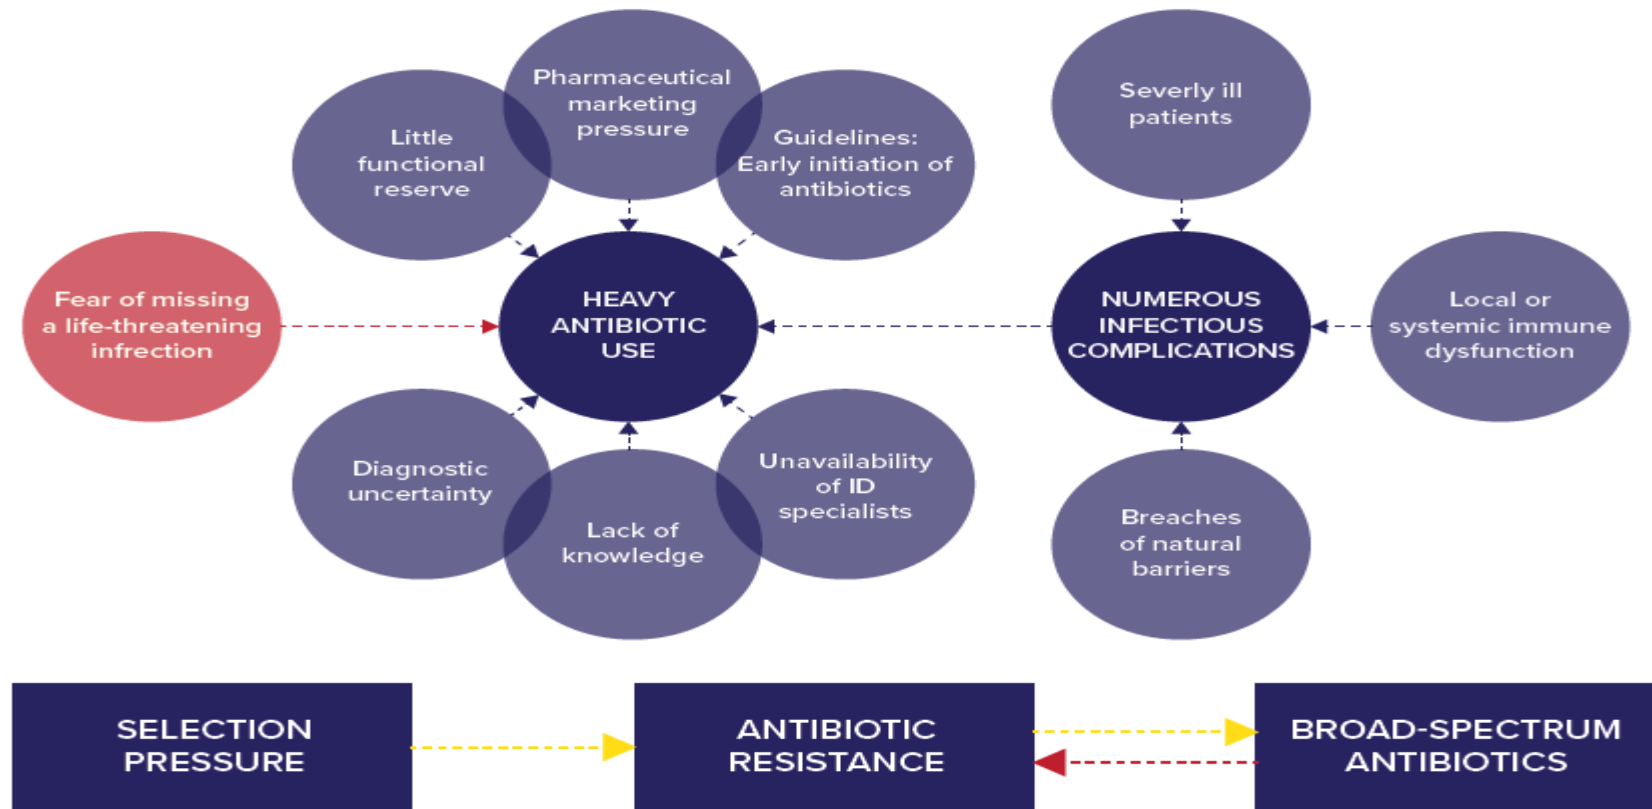 Pharmaceutical
marketing
pressure
Severly ill
patients
Little
functional
reserve
Guidelines:
Early initiation of
antibiotics
Fear of missing
a life-threatening
infrection
HEAVY
ANTIBIOTIC
USE
NUMEROUS
INFECTIOUS
COMPLICATIONS
Local or
systemic immune
dysfunction
Diagnostic
uncertainty
Lack of
knowledge
Unavailability
of ID
specialists
Breaches
of natural
barriers
SELECTION
PRESSURE
ANTIBIOTIC
RESISTANCE
BROAD-SPECTRUM
ANTIBIOTICS